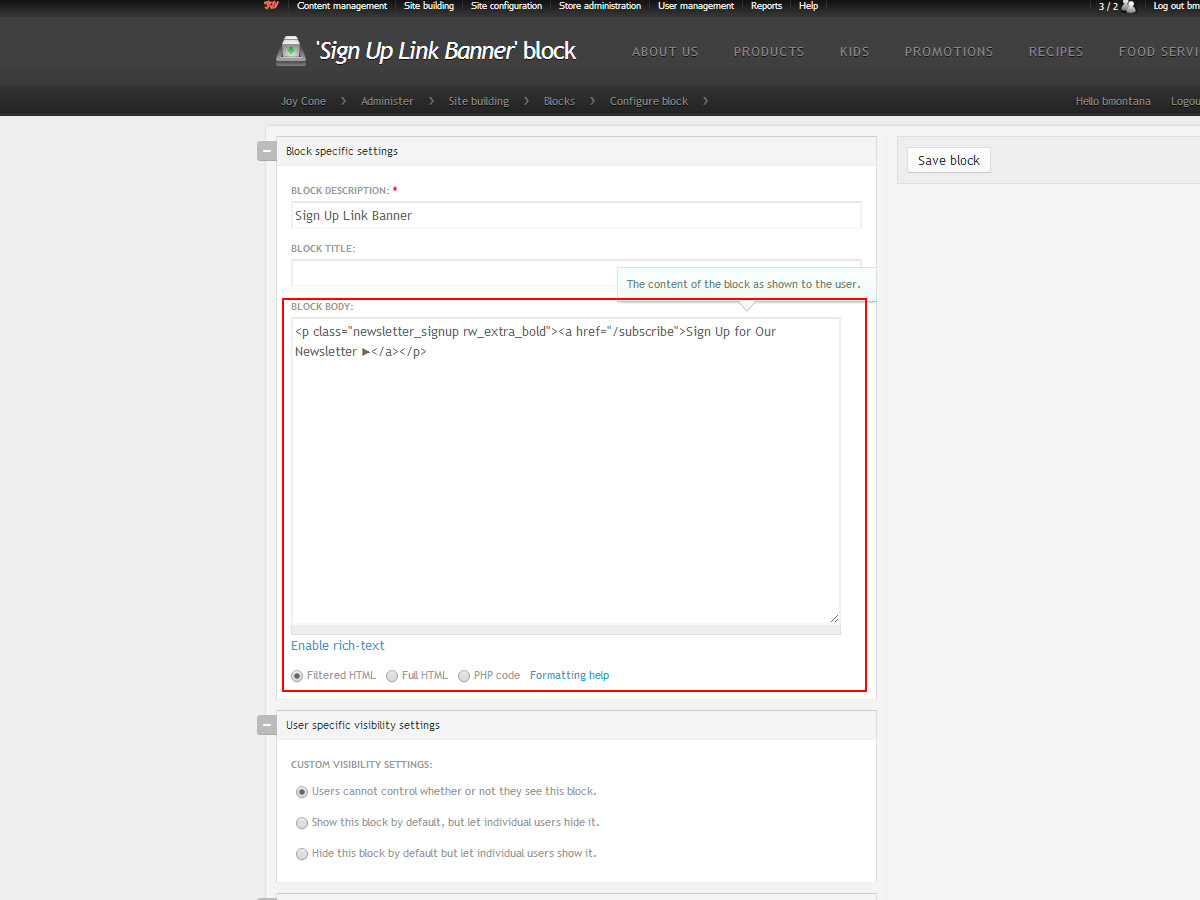 JOY Content management Site building Site configuration Store administration User management Reports Help 3 / 2 Log out bm
'Sign Up Link Banner' block ABOUT US PRODUCTS KIDS PROMOTIONS RECIPES FOOD SERVI
Joy Cone Administer Site building Blocks Configure block Hello bmontana Logou
Block specific settings
Save block
BLOCK DESCRIPTION: *
Sign Up Link Banner
BLOCK TITLE:
The content of the block as shown to the user.
BLOCK BODY:
<p class="newsletter_signup rw_extra_bold"><a href="/subscribe">Sign Up for Our
Newsletter ►</a></p>
Enable rich-text
Filtered HTML Full HTML PHP code Formatting help
User specific visibility settings
CUSTOM VISIBILITY SETTINGS:
Users cannot control whether or not they see this block.
Show this block by default, but let individual users hide it.
Hide this block by default but let individual users show it.